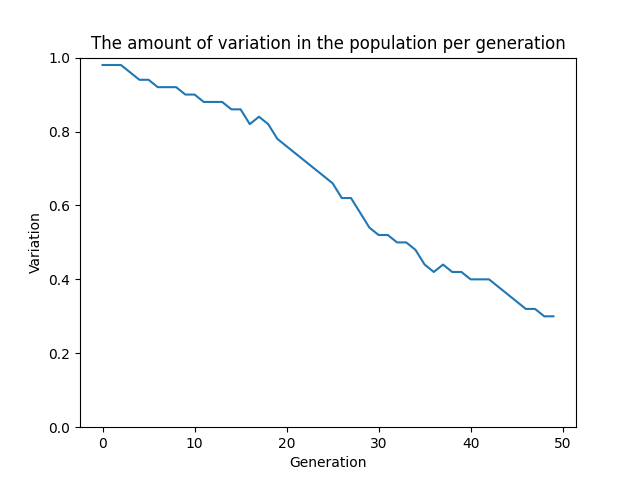 The amount of variation in the population per generation
1.0
0.8
0.6
0.4
0.2
0.0
Variation
0 10 20 30 40 50
Generation